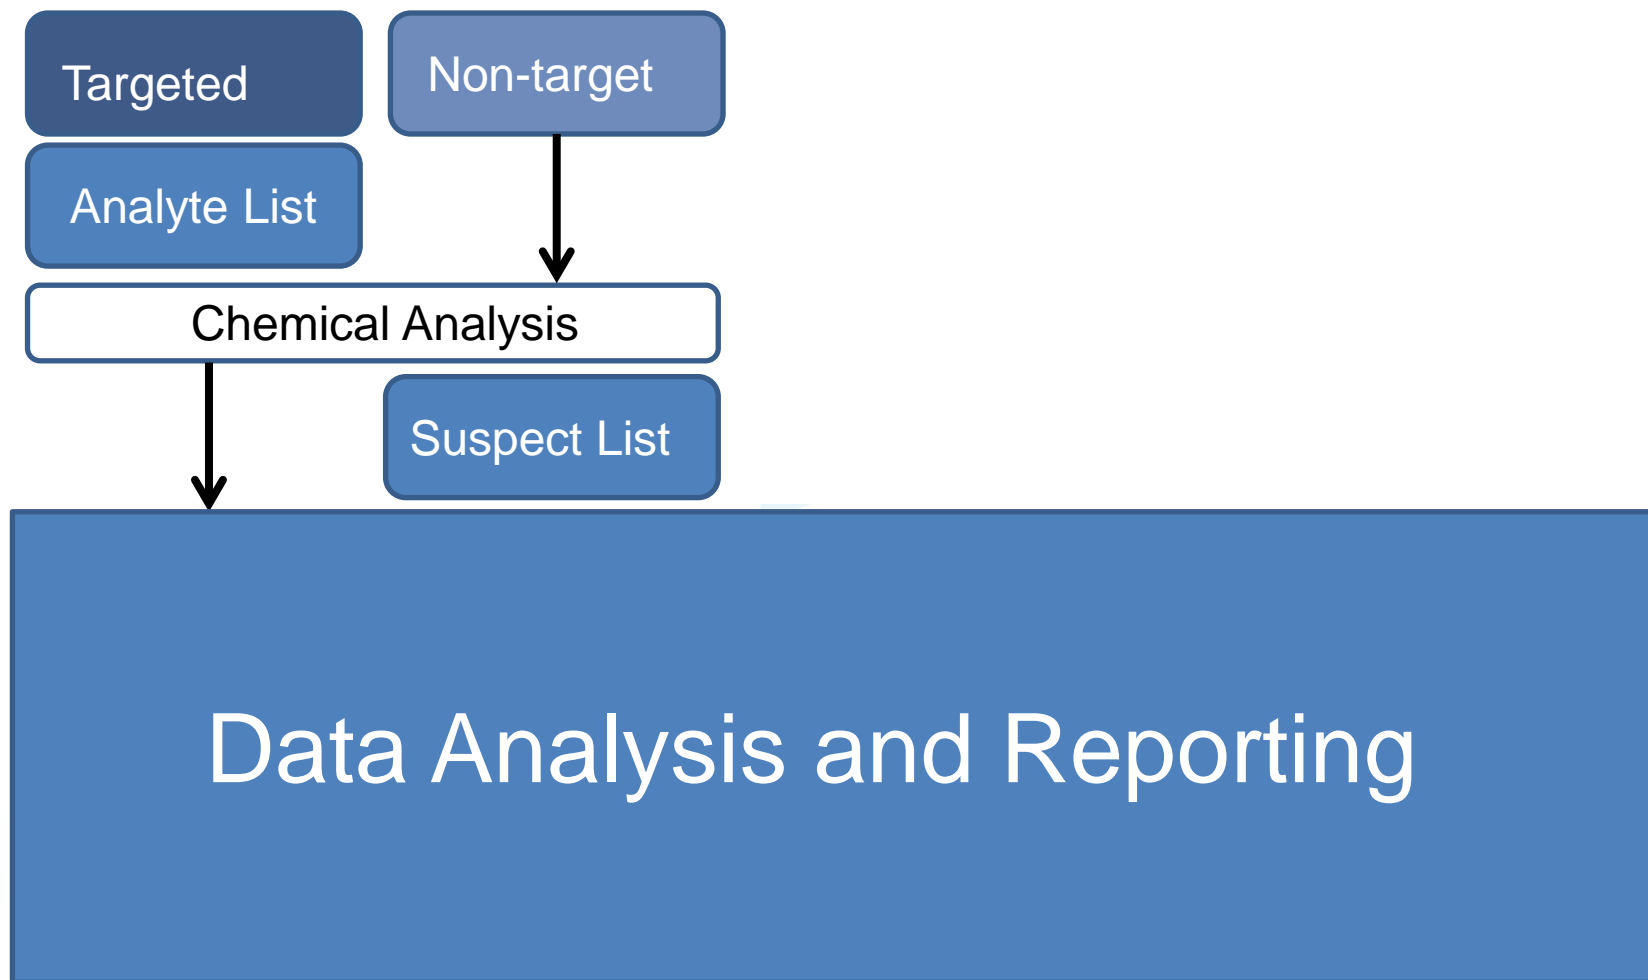 Targeted
Non-target
Analyte List
Chemical Analysis
Suspect List
Data Analysis and Reporting